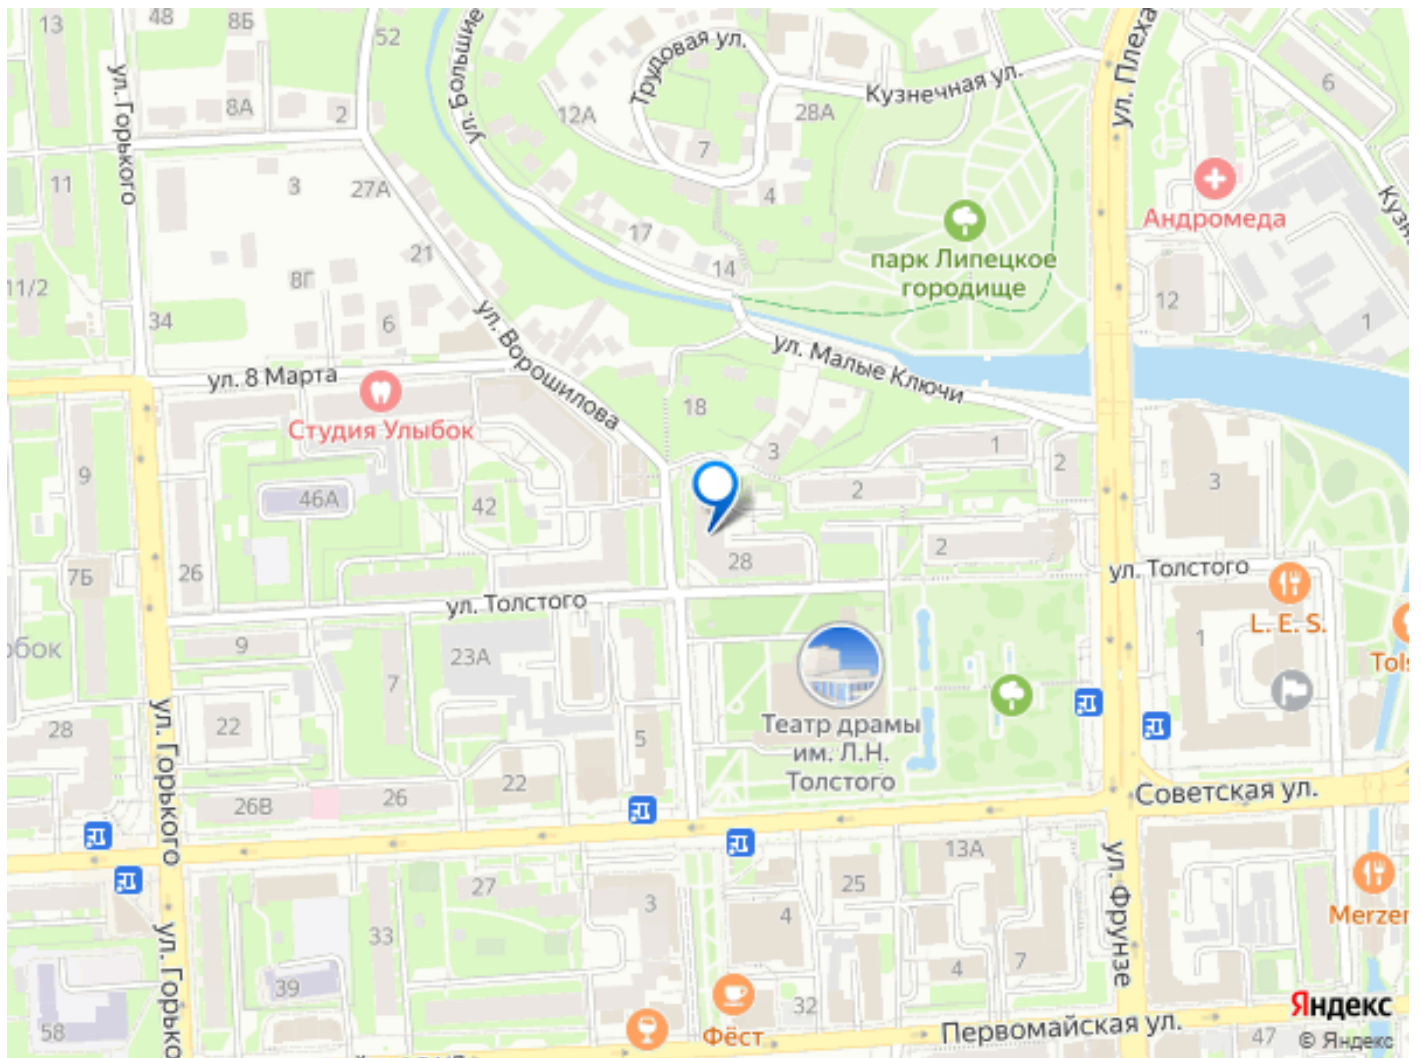 13
48
8Б
52
ул. Большие
Трудовая ул.
Кузнечная ул.
ул. Плеха
6
ул. Горького
8А
2
12А
28А
7
Андромеда
11
3
27А
4
17
парк Липецкое
городище
Кузн
21
14
11/2
8Г
12
34
6
1
ул. Ворошилова
ул. Малые Ключи
ул. 8 Марта
Студия Улыбок
18
9
3
1
2
46А
42
2
3
2
28
7Б
26
ул. Толстого
ул. Толстого
L. E. S.
9
23А
1
Tols
7
28
22
5
Театр драмы
им. Л.Н.
Толстого
ул. Горького
22
26В
26
Советская ул.
13А
ул. Фрунзе
27
25
3
4
Merzer
33
ул. Горько
4
7
39
32
58
Фёст
Первомайская ул.
47
Яндекс
© Яндекс